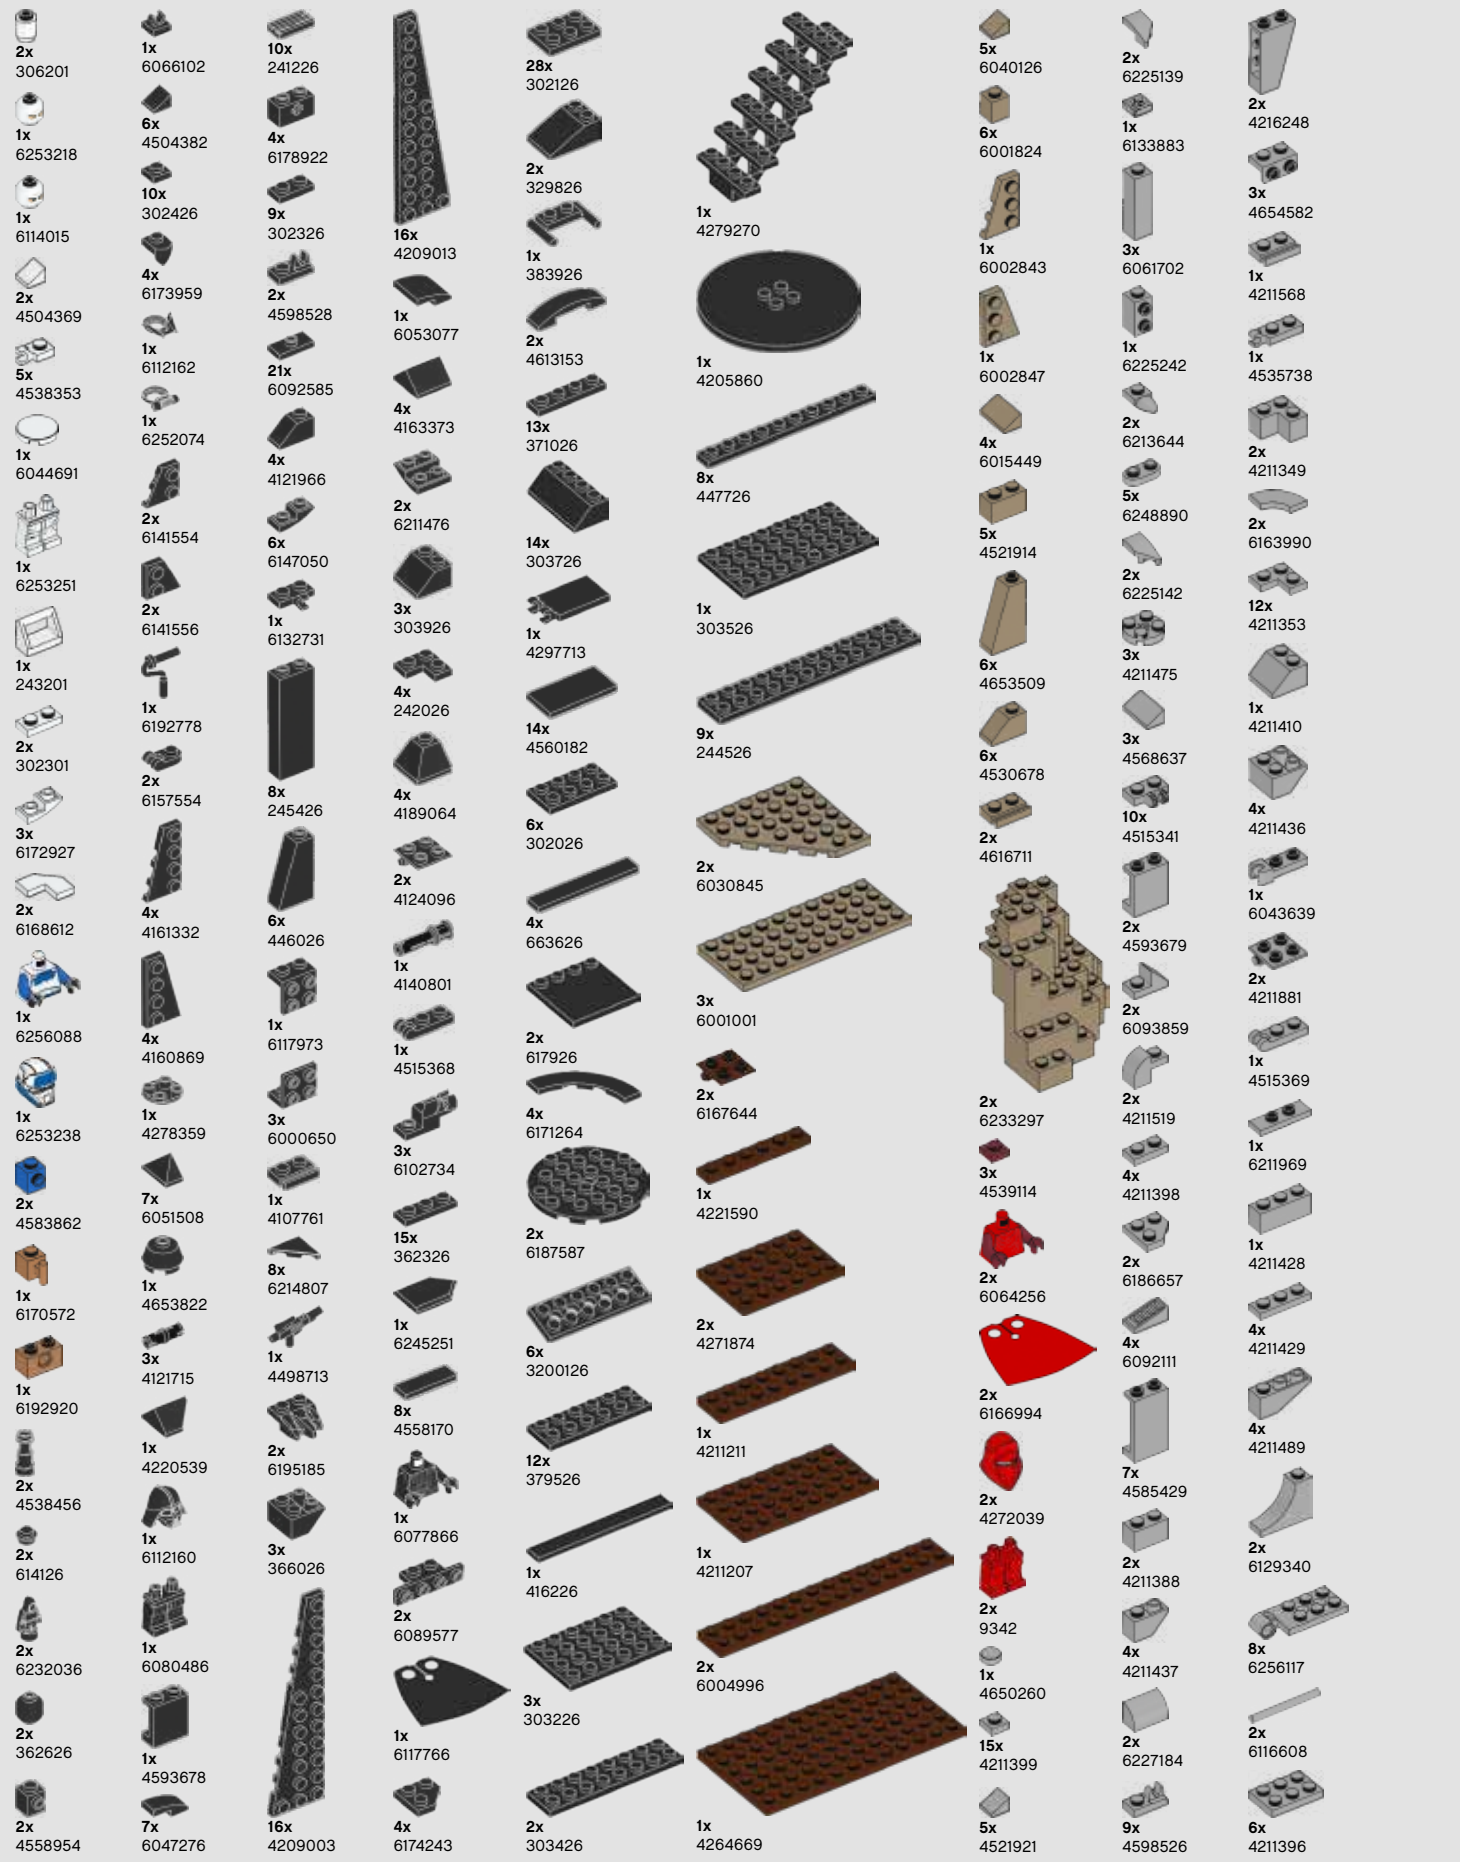 2x
306201
1x
6253218
1x
6114015
2x
4504369
5x
4538353
1x
6044691
1x
6253251
1x
243201
2x
302301
3x
6172927
2x
6168612
1x
6256088
1x
6253238
2x
4583862
1x
6170572
1x
6192920
2x
4538456
2x
614126
2x
6232036
2x
362626
2x
4558954
1x
6066102
6x
4504382
10x
302426
4x
6173959
1x
6112162
1x
6252074
2x
6141554
2x
6141556
1x
6192778
2x
6157554
4x
4161332
4x
4160869
1x
4278359
7x
6051508
1x
4653822
3x
4121715
1x
4220539
1x
6112160
1x
6080486
1x
4593678
7x
6047276
10x
241226
4x
6178922
9x
302326
2x
4598528
21x
6092585
4x
4121966
6x
6147050
1x
6132731
8x
245426
6x
446026
1x
6117973
3x
6000650
1x
4107761
8x
6214807
1x
4498713
2x
6195185
3x
366026
16x
4209003
16x
4209013
1x
6053077
4x
4163373
2x
6211476
3x
303926
4x
242026
4x
4189064
2x
4124096
1x
4140801
1x
4515368
3x
6102734
15x
362326
1x
6245251
8x
4558170
1x
6077866
2x
6089577
1x
6117766
4x
6174243
28x
302126
2x
329826
1x
383926
2x
4613153
13x
371026
14x
303726
1x
4297713
14x
4560182
6x
302026
4x
663626
2x
617926
4x
6171264
2x
6187587
6x
3200126
12x
379526
1x
416226
3x
303226
2x
303426
1x
4279270
1x
4205860
8x
447726
1x
303526
9x
244526
2x
6030845
3x
6001001
2x
6167644
1x
4221590
2x
4271874
1x
4211211
1x
4211207
2x
6004996
1x
4264669
5x
6040126
6x
6001824
1x
6002843
1x
6002847
4x
6015449
5x
4521914
6x
4653509
6x
4530678
2x
4616711
2x
6233297
3x
4539114
2x
6064256
2x
6166994
2x
4272039
2x
9342
1x
4650260
15x
4211399
5x
4521921
2x
6225139
1x
6133883
3x
6061702
1x
6225242
2x
6213644
5x
6248890
2x
6225142
3x
4211475
3x
4568637
10x
4515341
2x
4593679
2x
6093859
2x
4211519
4x
4211398
2x
6186657
4x
6092111
7x
4585429
2x
4211388
4x
4211437
2x
6227184
9x
4598526
2x
4216248
3x
4654582
1x
4211568
1x
4535738
2x
4211349
2x
6163990
12x
4211353
1x
4211410
4x
4211436
1x
6043639
2x
4211881
1x
4515369
1x
6211969
1x
4211428
4x
4211429
4x
4211489
2x
6129340
8x
6256117
2x
6116608
6x
4211396